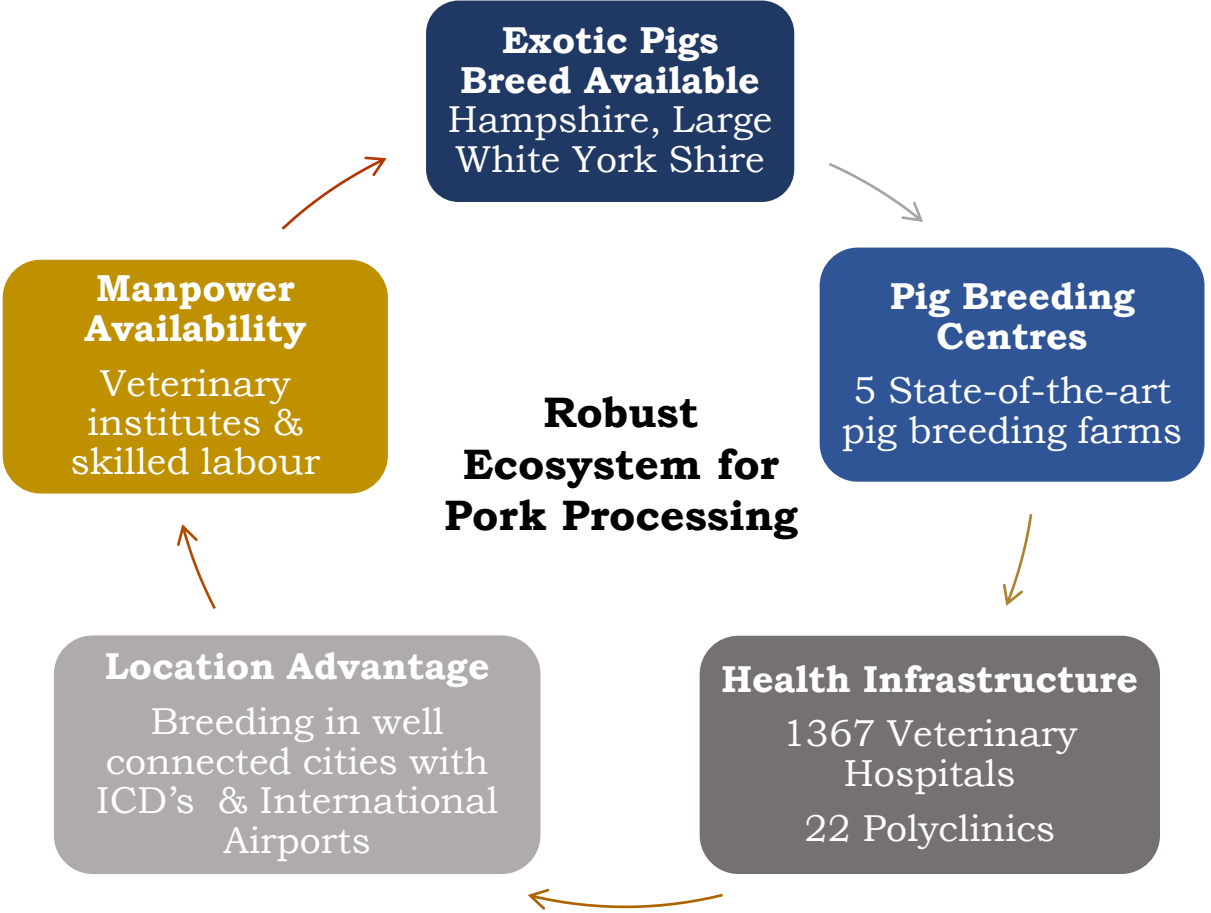 Exotic Pigs
Breed Available
Hampshire, Large
White York Shire
Pig Breeding
Centres
5 State-of-the-art
pig breeding farms
Health Infrastructure
1367 Veterinary
Hospitals
22 Polyclinics
Location Advantage
Breeding in well
connected cities with
ICD’s & International
Airports
Manpower
Availability
Veterinary
institutes &
skilled labour
Robust
Ecosystem for
Pork Processing